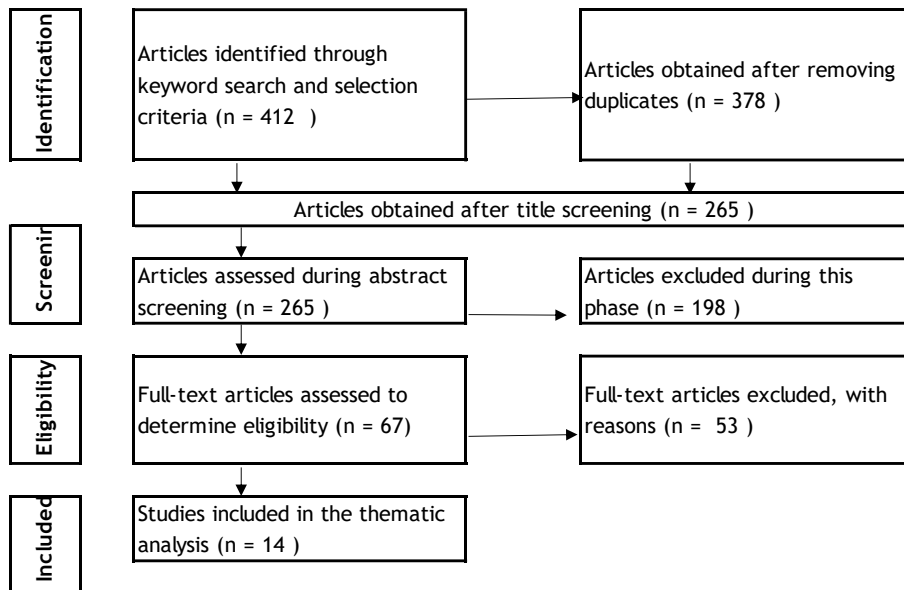 Identification
Articles identified through
keyword search and selection
criteria (n = 412 )
Articles obtained after removing
duplicates (n = 378 )
Articles obtained after title screening (n = 265 )
Screenin
Articles assessed during abstract
screening (n = 265 )
Articles excluded during this
phase (n = 198 )
Eligibility
Full-text articles assessed to
determine eligibility (n = 67)
Full-text articles excluded, with
reasons (n = 53 )
Included
Studies included in the thematic
analysis (n = 14 )